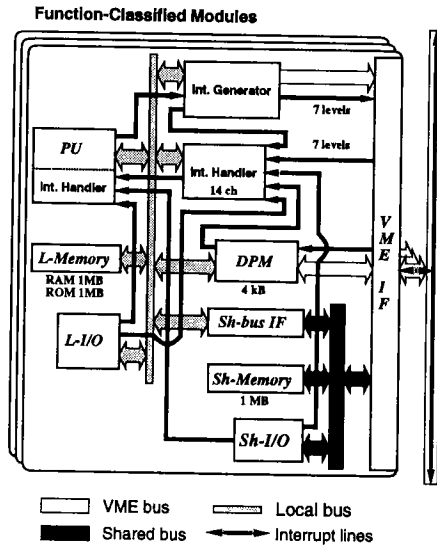 Function-Classified Modules
Int. Generator
7 levels
PU
Int. Handler
Int. Handler
14 ch
7 levels
VME IF
L-Memory
RAM 1MB
ROM 1MB
DPM
4 kB
L-I/O
Sh-bus IF
Sh-Memory
1 MB
Sh-I/O
VME bus
Local bus
Shared bus
Interrupt lines